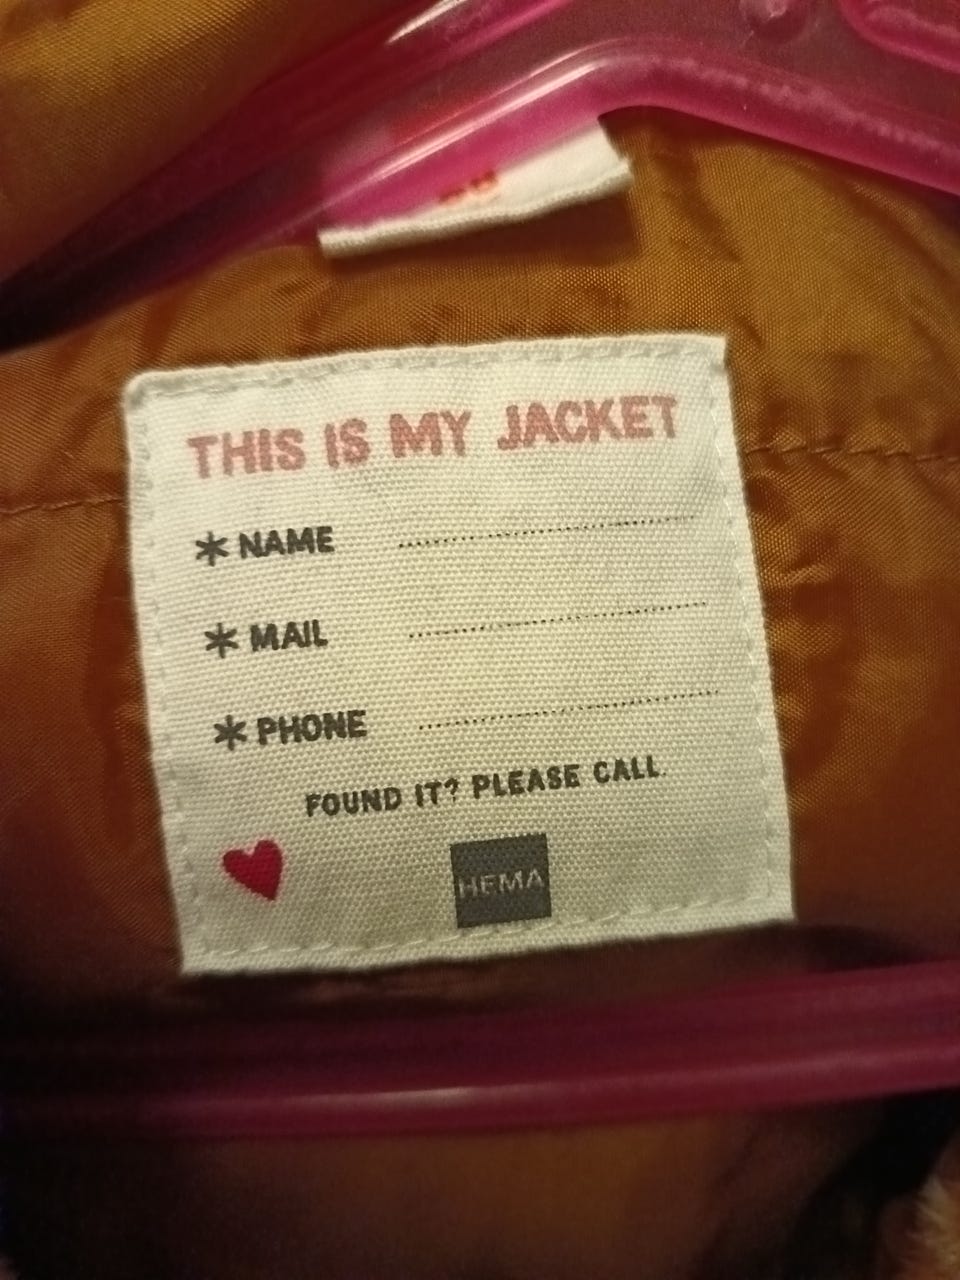 THIS IS MY JACKET
* NAME ........................
* MAIL ........................
* PHONE ........................
FOUND IT? PLEASE CALL.
HEMA